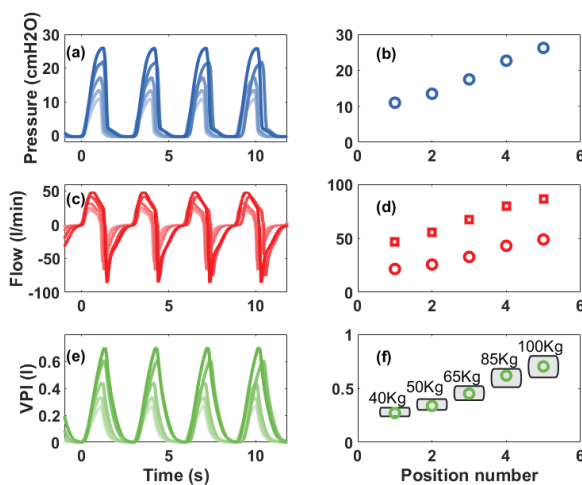 (a)
Pressure (cmH2O)
30
20
10
0
0
5
10
(b)
30
20
10
0
0
2
4
6
(c)
Flow (l/min)
50
0
-50
-100
0
5
10
(d)
100
50
0
0
2
4
6
(e)
VPI (l)
0.6
0.4
0.2
0
0
5
10
Time (s)
(f)
1
0.5
0
40Kg
50Kg
65Kg
85Kg
100Kg
0
2
4
6
Position number